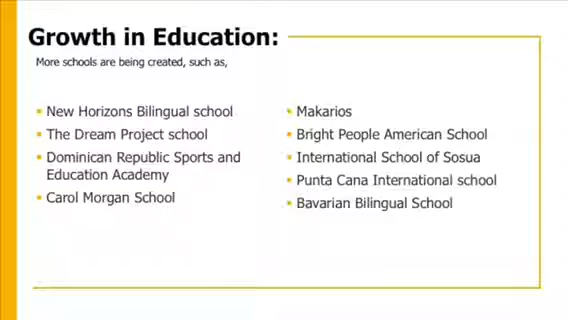 Growth in Education:
More schools are being created, such as,
New Horizons Bilingual school
The Dream Project school
Dominican Republic Sports and
Education Academy
Carol Morgan School
Makarios
Bright People American School
International School of Sosua
Punta Cana International school
Bavarian Bilingual School